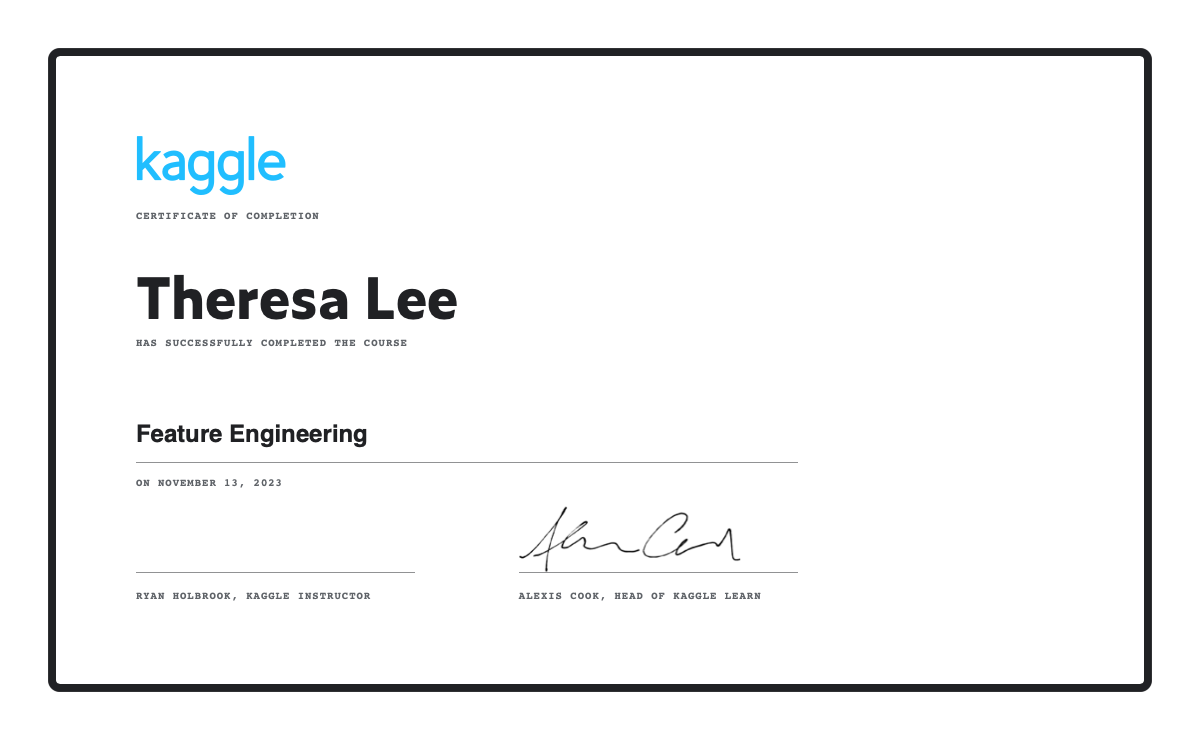 kaggle
CERTIFICATE OF COMPLETION
Theresa Lee
HAS SUCCESSFULLY COMPLETED THE COURSE
Feature Engineering
ON NOVEMBER 13, 2023
RYAN HOLBROOK, KAGGLE INSTRUCTOR
ALEXIS COOK, HEAD OF KAGGLE LEARN